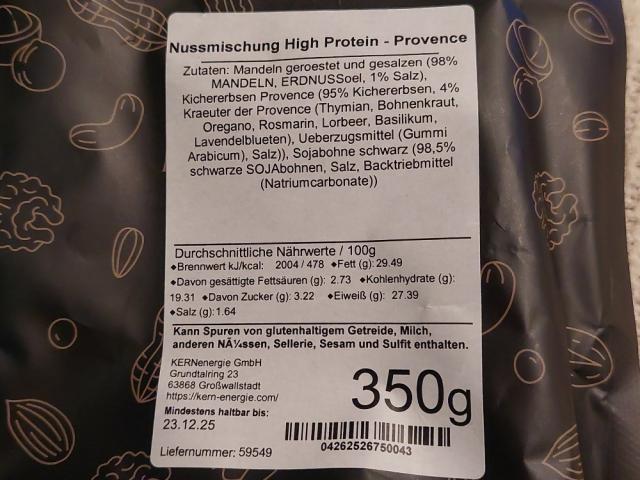 Nussmischung High Protein - Provence
Zutaten: Mandeln geroestet und gesalzen (98%
MANDELN, ERDNUSSoel, 1% Salz),
Kichererbsen Provence (95% Kichererbsen, 4%
Kraeuter der Provence (Thymian, Bohnenkraut,
Oregano, Rosmarin, Lorbeer, Basilikum,
Lavendelblueten), Ueberzugsmittel (Gummi
Arabicum), Salz)), Sojabohne schwarz (98,5%
schwarze SOJAbohnen, Salz, Backtriebmittel
(Natriumcarbonate))
Durchschnittliche Nährwerte / 100g
◆Brennwert kJ/kcal: 2004 / 478 ◆Fett (g): 29.49
◆Davon gesättigte Fettsäuren (g): 2.73 ◆Kohlenhydrate (g):
19.31 ◆Davon Zucker (g): 3.22 ◆Eiweiß (g): 27.39
◆Salz (g): 1.64
Kann Spuren von glutenhaltigem Getreide, Milch,
anderen NÃ¼ssen, Sellerie, Sesam und Sulfit enthalten.
KERNenergie GmbH
Grundtalring 23
63868 Großwallstadt
https://kern-energie.com/
Mindestens haltbar bis:
23.12.25
350g
Liefernummer: 59549
04262526750043